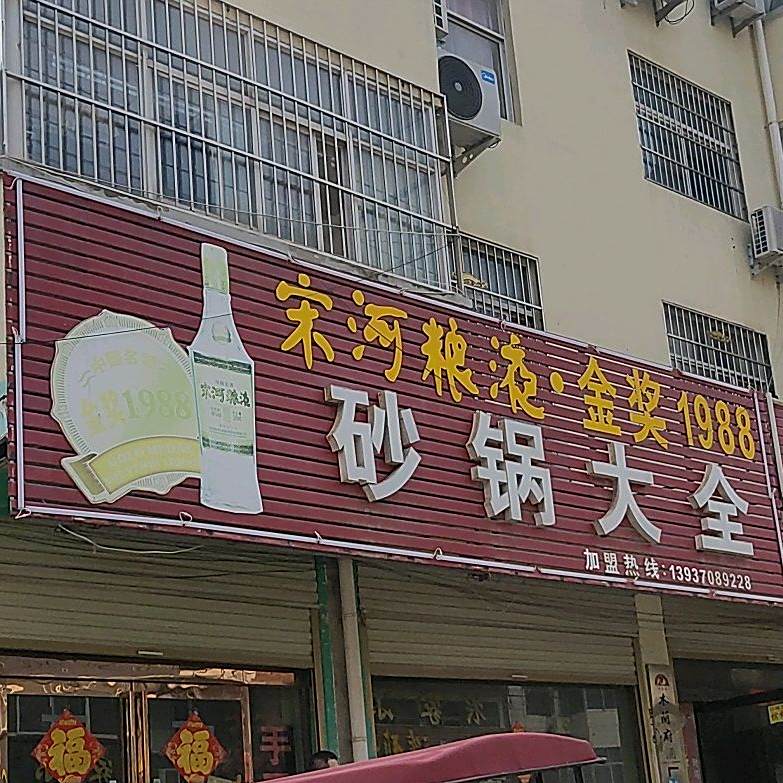 宋河粮液·金奖1988
砂锅大全
加盟热线:13937089228
金奖1988
宋河粮液
福
福
手